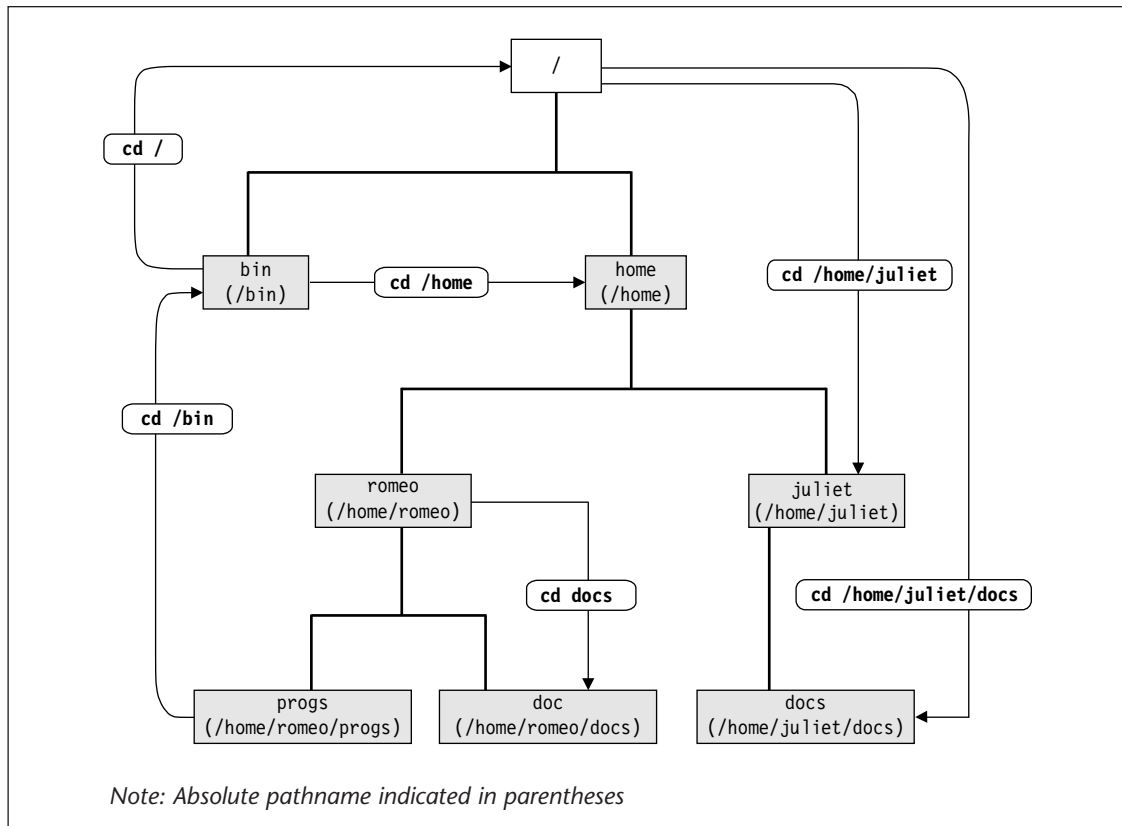 /
cd /
bin
(/bin)
cd /home
home
(/home)
cd /home/juliet
cd /bin
romeo
(/home/romeo)
juliet
(/home/juliet)
cd docs
cd /home/juliet/docs
progs
(/home/romeo/progs)
doc
(/home/romeo/docs)
docs
(/home/juliet/docs)
Note: Absolute pathname indicated in parentheses